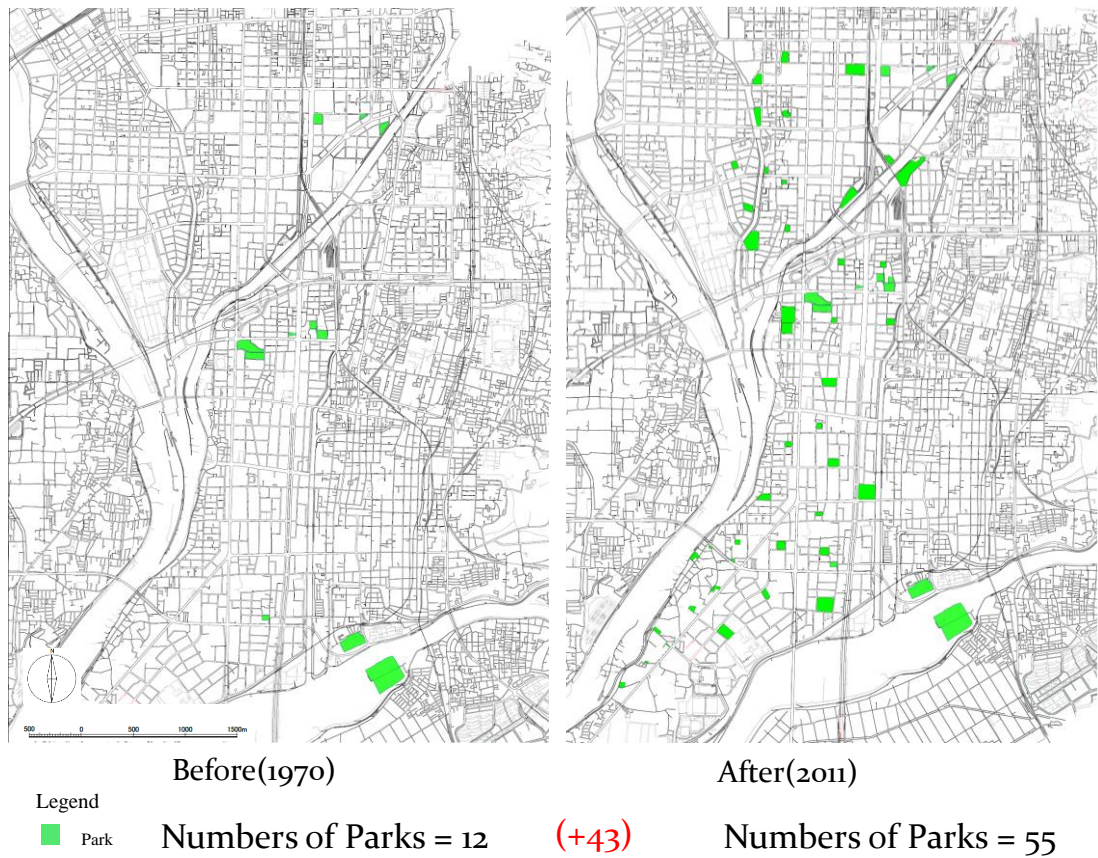 N
500 0 500 1000 1500m
Before(1970)
After(2011)
Legend
Park
Numbers of Parks = 12 (+43) Numbers of Parks = 55